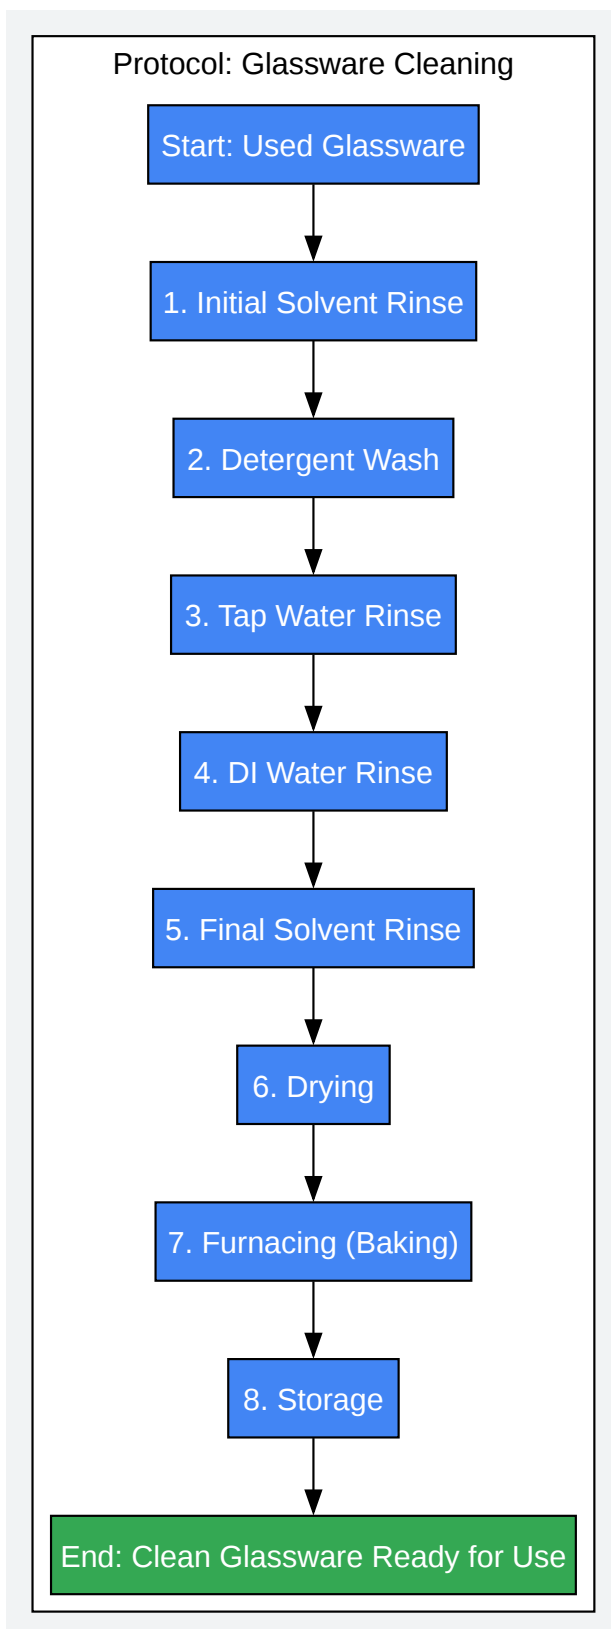 Protocol: Glassware Cleaning
Start: Used Glassware
1. Initial Solvent Rinse
2. Detergent Wash
3. Tap Water Rinse
4. DI Water Rinse
5. Final Solvent Rinse
6. Drying
7. Furnacing (Baking)
8. Storage
End: Clean Glassware Ready for Use